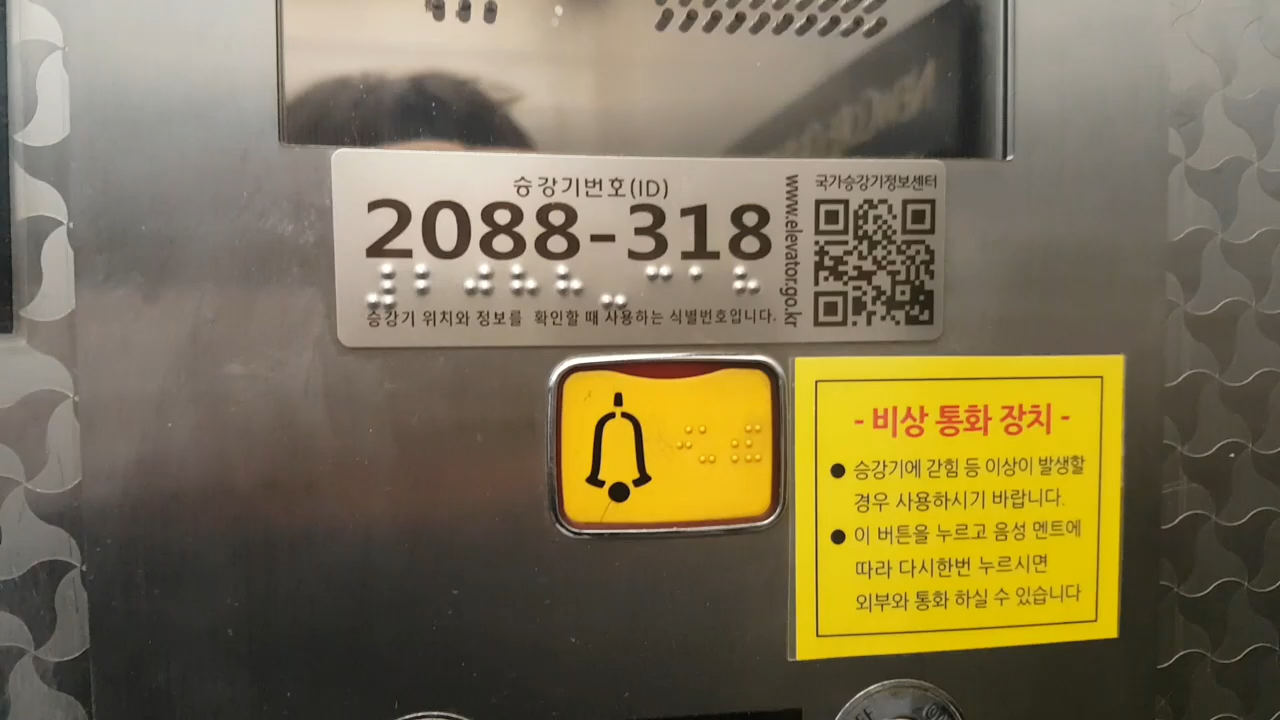 승강기번호(ID)
2088-318
승강기 위치와 정보를 확인할 때 사용하는 식별번호입니다.
www.elevator.go.kr
국가승강기정보센터
- 비상 통화 장치 -
● 승강기에 갇힘 등 이상이 발생할
경우 사용하시기 바랍니다.
● 이 버튼을 누르고 음성 멘트에
따라 다시한번 누르시면
외부와 통화 하실 수 있습니다